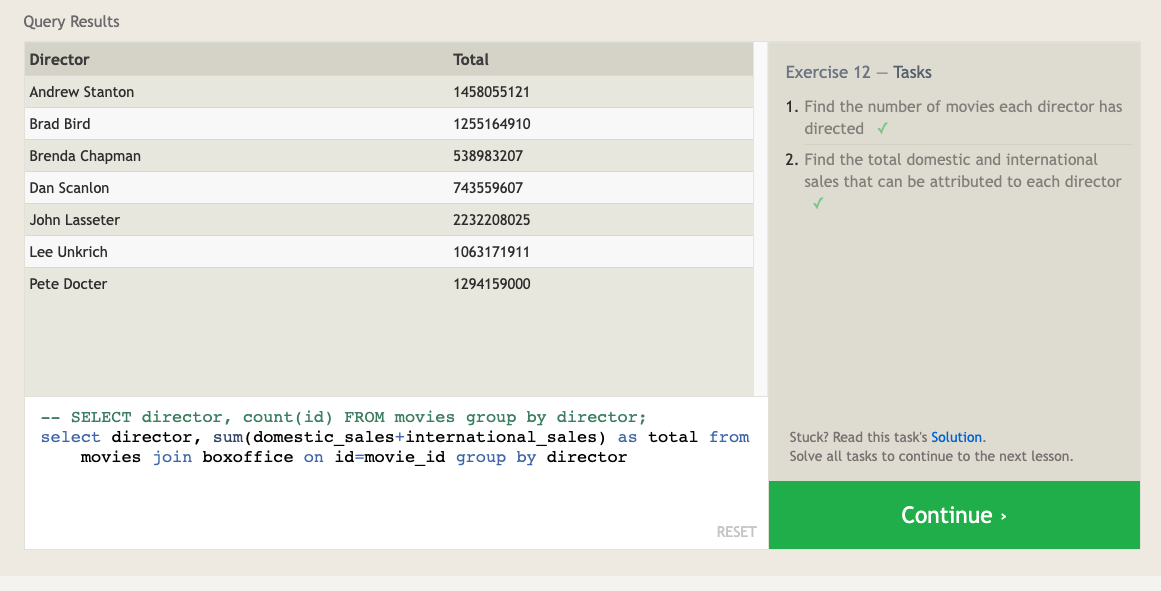 Query Results
Director Total
Andrew Stanton 1458055121
Brad Bird 1255164910
Brenda Chapman 538983207
Dan Scanlon 743559607
John Lasseter 2232208025
Lee Unkrich 1063171911
Pete Docter 1294159000
-- SELECT director, count(id) FROM movies group by director;
select director, sum(domestic_sales+international_sales) as total from
movies join boxoffice on id=movie_id group by director
RESET
Exercise 12 — Tasks
1. Find the number of movies each director has
directed ✓
2. Find the total domestic and international
sales that can be attributed to each director
✓
Stuck? Read this task's Solution.
Solve all tasks to continue to the next lesson.
Continue ›